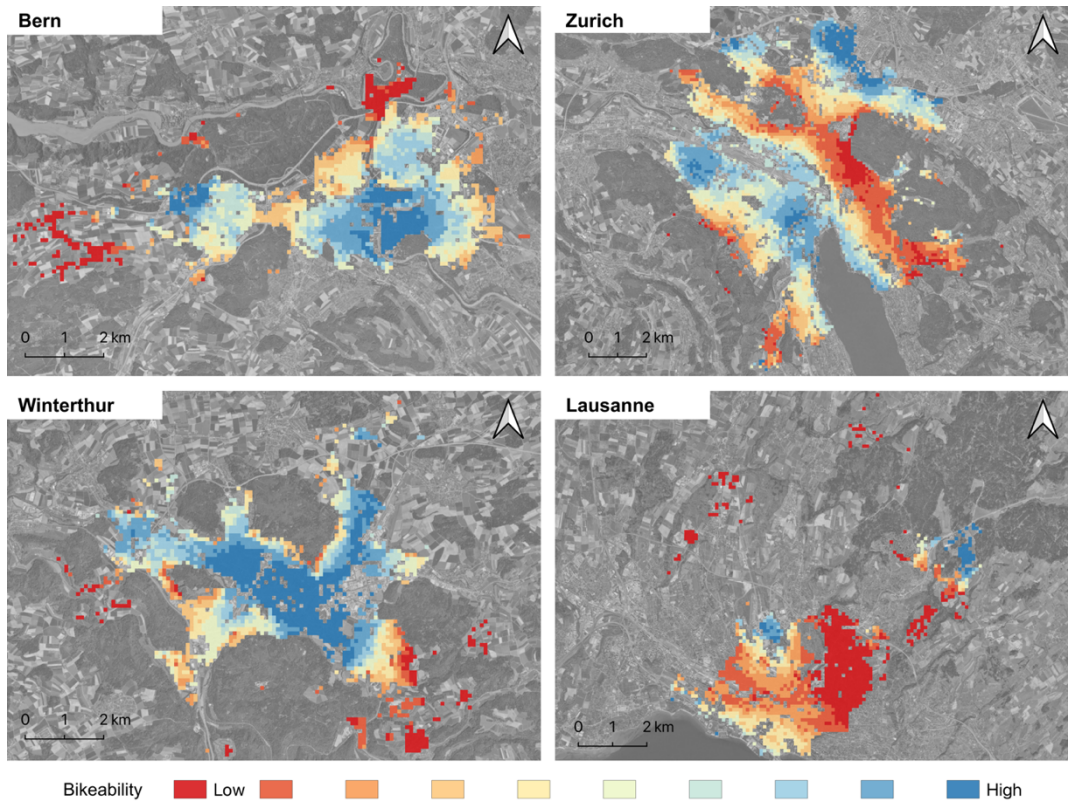 Bern
0 1 2 km
Zurich
0 1 2 km
Winterthur
0 1 2 km
Lausanne
0 1 2 km
Bikeability Low High